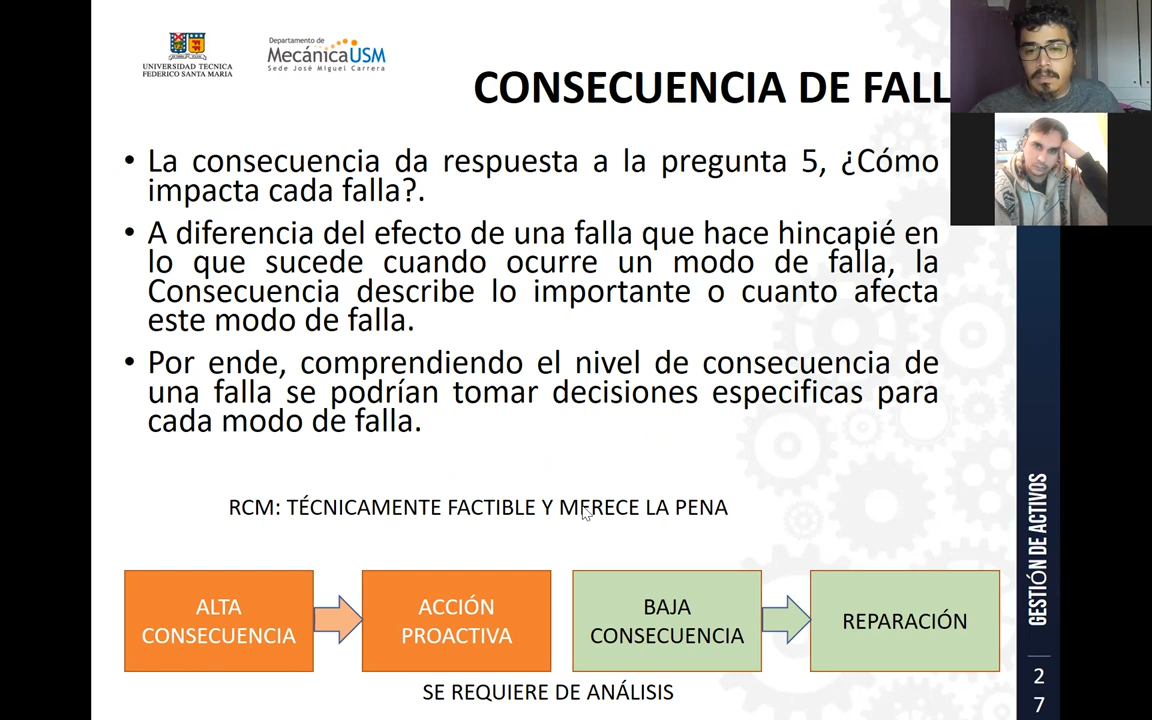 UNIVERSIDAD TECNICA
FEDERICO SANTA MARIA
Departamento de
MecánicaUSM
Sede José Miguel Carrera
CONSECUENCIA DE FALL
• La consecuencia da respuesta a la pregunta 5, ¿Cómo
impacta cada falla?.
• A diferencia del efecto de una falla que hace hincapié en
lo que sucede cuando ocurre un modo de falla, la
Consecuencia describe lo importante o cuanto afecta
este modo de falla.
• Por ende, comprendiendo el nivel de consecuencia de
una falla se podrían tomar decisiones especificas para
cada modo de falla.
RCM: TÉCNICAMENTE FACTIBLE Y MERECE LA PENA
ALTA
CONSECUENCIA
ACCIÓN
PROACTIVA
BAJA
CONSECUENCIA
REPARACIÓN
SE REQUIERE DE ANÁLISIS
GESTIÓN DE ACTIVOS
2
7